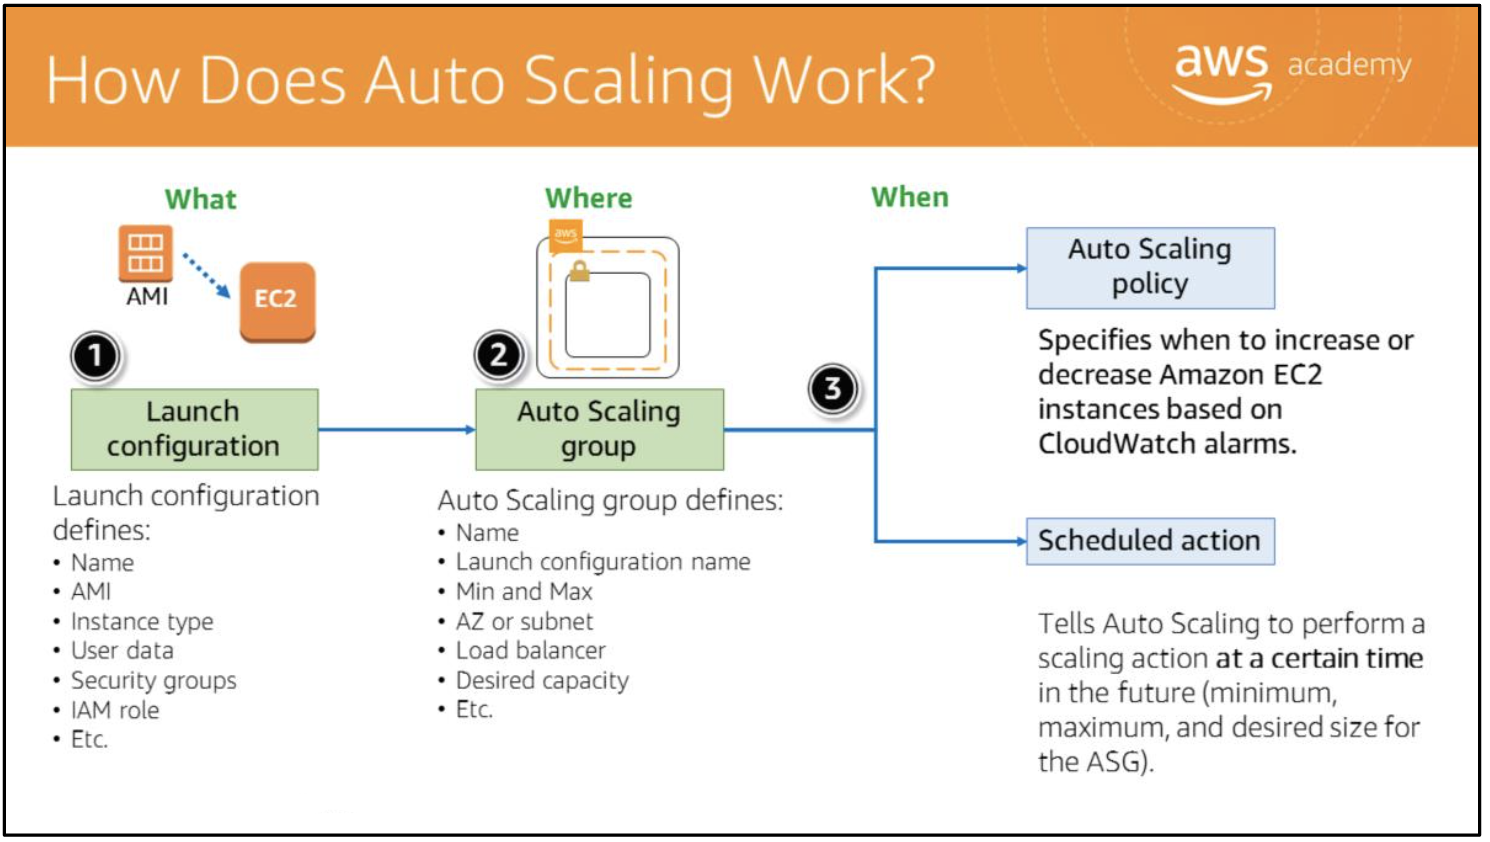 How Does Auto Scaling Work?
aws academy
What
AMI
EC2
1
Launch
configuration
Launch configuration
defines:
• Name
• AMI
• Instance type
• User data
• Security groups
• IAM role
• Etc.
Where
aws
2
Auto Scaling
group
Auto Scaling group defines:
• Name
• Launch configuration name
• Min and Max
• AZ or subnet
• Load balancer
• Desired capacity
• Etc.
When
3
Auto Scaling
policy
Specifies when to increase or
decrease Amazon EC2
instances based on
CloudWatch alarms.
Scheduled action
Tells Auto Scaling to perform a
scaling action at a certain time
in the future (minimum,
maximum, and desired size for
the ASG).